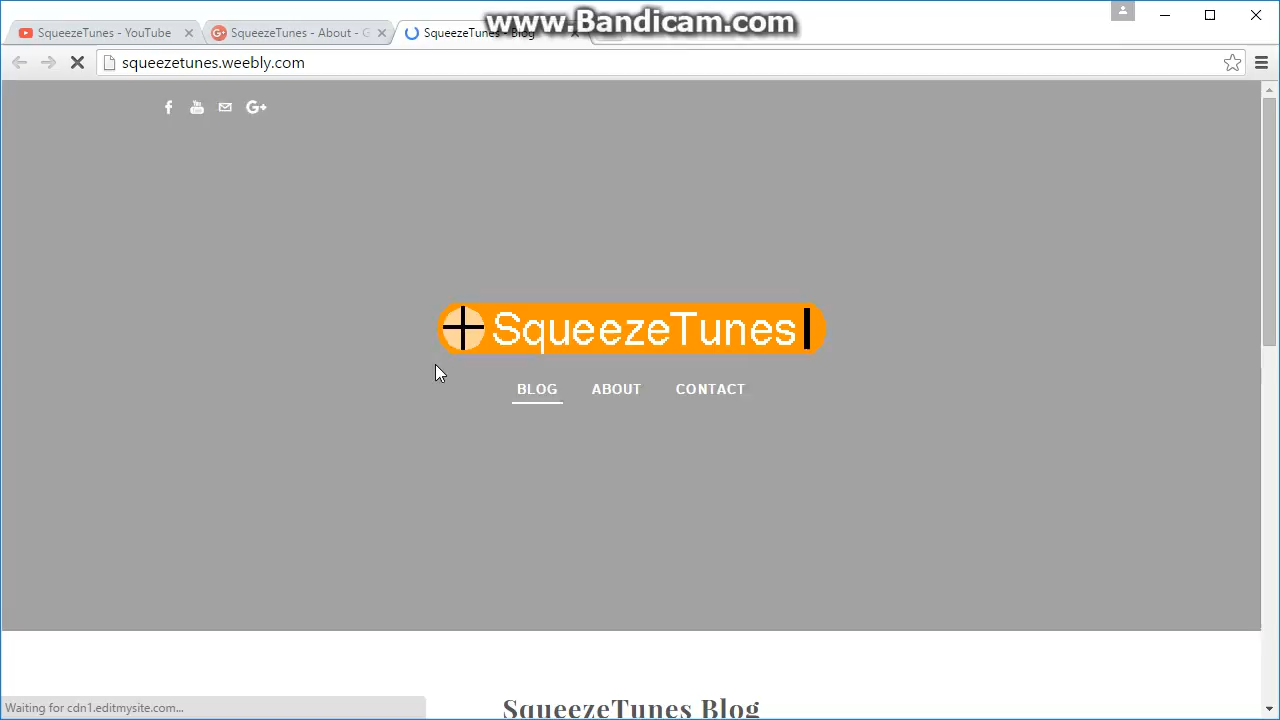 www.Bandicam.com
SqueezeTunes - YouTube
SqueezeTunes - About - G
SqueezeTunes - Blog
squeezetunes.weebly.com
SqueezeTunes
BLOG ABOUT CONTACT
SqueezeTunes Blog
Waiting for cdn1.editmysite.com...